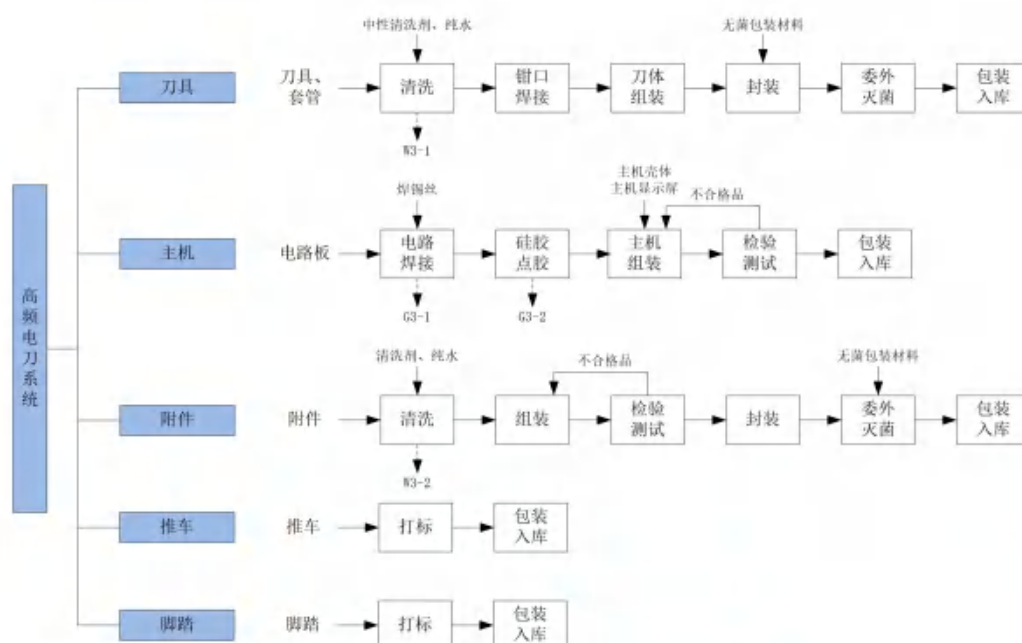 高频电刀系统
中性清洗剂、纯水
无菌包装材料
刀具
刀具、
套管
清洗
钳口
焊接
刀体
组装
封装
委外
灭菌
包装
入库
W3-1
焊锡丝
主机壳体
主机显示屏
不合格品
主机
电路板
电路
焊接
硅胶
点胶
主机
组装
检验
测试
包装
入库
G3-1
G3-2
清洗剂、纯水
不合格品
无菌包装材料
附件
附件
清洗
组装
检验
测试
封装
委外
灭菌
包装
入库
W3-2
推车
推车
打标
包装
入库
脚踏
脚踏
打标
包装
入库